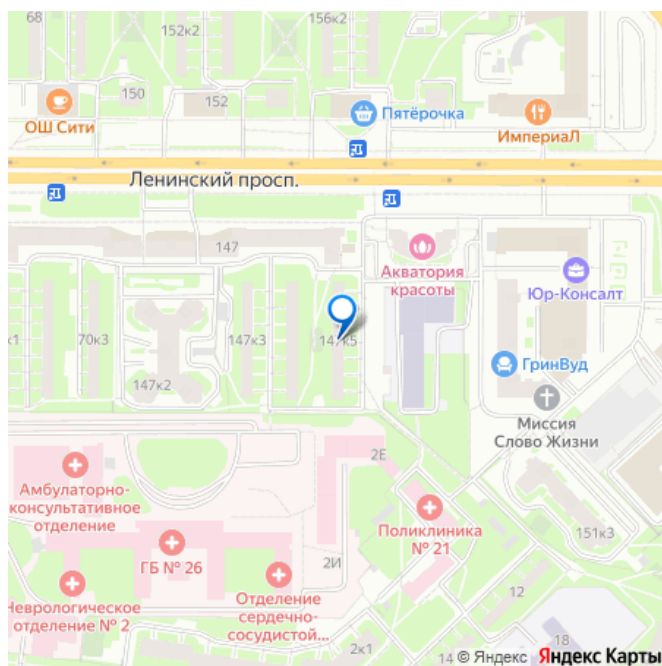 68
152к2
156к2
150
152
ОШ Сити
Пятёрочка
ИмпериаЛ
Ленинский просп.
147
Акватория
красоты
Юр-Консалт
к1
70к3
147к3
147к5
147к2
ГринВуд
Миссия
Слово Жизни
2Е
Амбулаторно-
консультативное
отделение
Поликлиника
№ 21
151к3
ГБ № 26
2И
Неврологическое
отделение № 2
Отделение
сердечно-
сосудистой...
12
18
2к1
14
© Яндекс Яндекс Карты